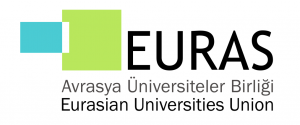 EURAS
Avrasya Üniversiteler Birliği
Eurasian Universities Union